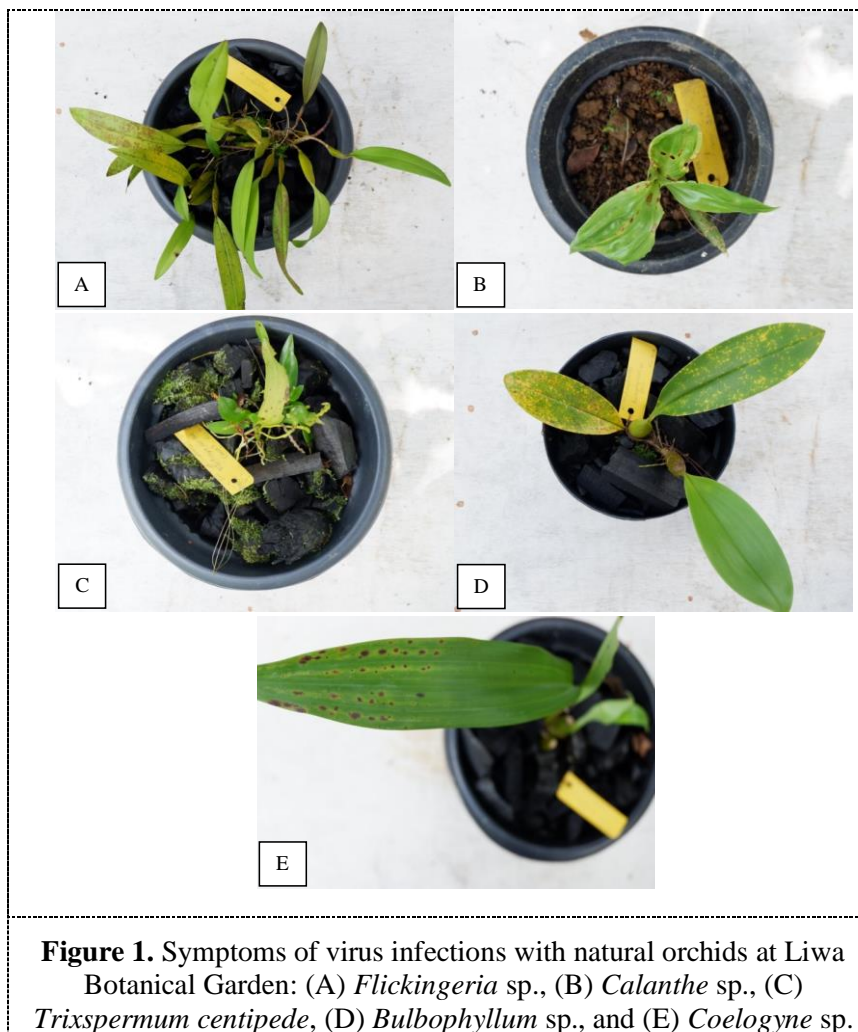 A
B
C
D
E
Figure 1. Symptoms of virus infections with natural orchids at Liwa
Botanical Garden: (A) Flickingeria sp., (B) Calanthe sp., (C)
Trixspermum centipede, (D) Bulbophyllum sp., and (E) Coelogyne sp.